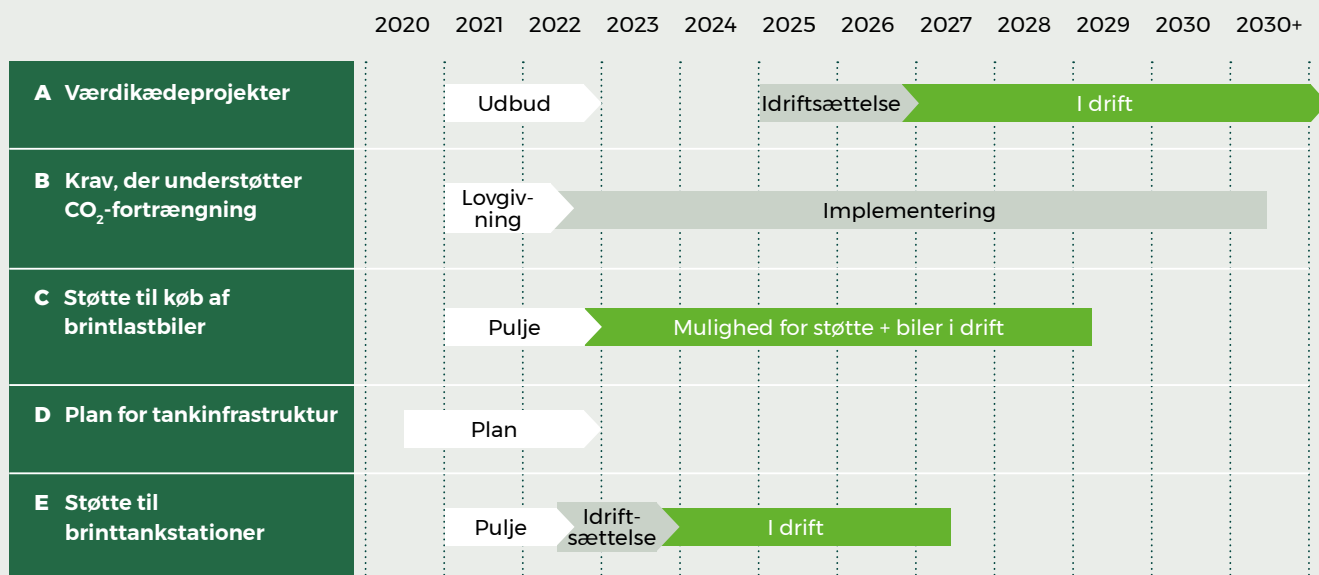 2020 2021 2022 2023 2024 2025 2026 2027 2028 2029 2030 2030+
A Værdikædeprojekter
Udbud
Idriftsættelse
I drift
B Krav, der understøtter
CO₂-fortrængning
Lovgiv-
ning
Implementering
C Støtte til køb af
brintlastbiler
Pulje
Mulighed for støtte + biler i drift
D Plan for tankinfrastruktur
Plan
E Støtte til
brinttankstationer
Pulje
Idrift-
sættelse
I drift